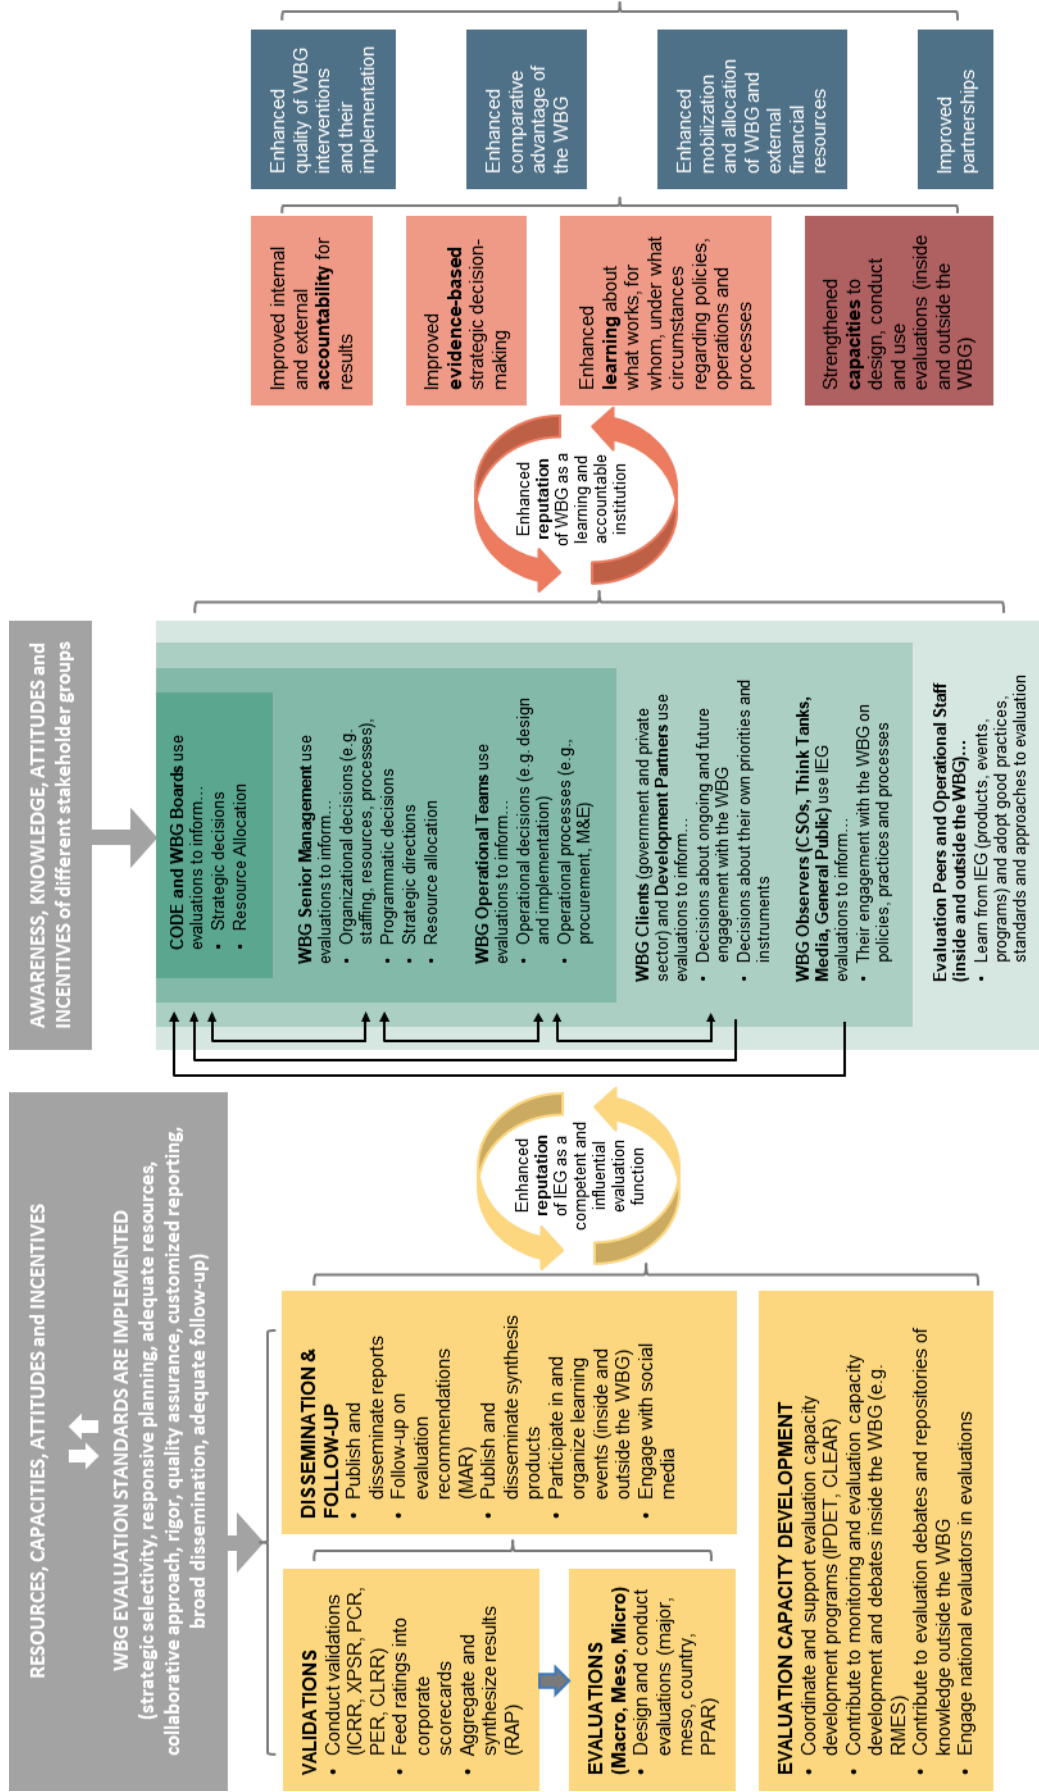 RESOURCES, CAPACITIES, ATTITUDES and INCENTIVES
WBG EVALUATION STANDARDS ARE IMPLEMENTED
(strategic selectivity, responsive planning, adequate resources,
collaborative approach, rigor, quality assurance, customized reporting,
broad dissemination, adequate follow-up)
VALIDATIONS
• Conduct validations
(ICRR, XPSR, PCR,
PER, CLRR)
• Feed ratings into
corporate
scorecards
• Aggregate and
synthesize results
(RAP)
EVALUATIONS
(Macro, Meso, Micro)
• Design and conduct
evaluations (major,
meso, country,
PPAR)
DISSEMINATION &
FOLLOW-UP
• Publish and
disseminate reports
• Follow-up on
evaluation
recommendations
(MAR)
• Publish and
disseminate synthesis
products
• Participate in and
organize learning
events (inside and
outside the WBG)
• Engage with social
media
EVALUATION CAPACITY DEVELOPMENT
• Coordinate and support evaluation capacity
development programs (IPDET, CLEAR)
• Contribute to monitoring and evaluation capacity
development and debates inside the WBG (e.g.
RMES)
• Contribute to evaluation debates and repositories of
knowledge outside the WBG
• Engage national evaluators in evaluations
Enhanced
reputation
of IEG as a
competent and
influential
evaluation
function
AWARENESS, KNOWLEDGE, ATTITUDES and
INCENTIVES of different stakeholder groups
CODE and WBG Boards use
evaluations to inform…
• Strategic decisions
• Resource Allocation
WBG Senior Management use
evaluations to inform…
• Organizational decisions (e.g.
staffing, resources, processes),
• Programmatic decisions
• Strategic directions
• Resource allocation
WBG Operational Teams use
evaluations to inform…
• Operational decisions (e.g. design
and implementation)
• Operational processes (e.g.,
procurement, M&E)
WBG Clients (government and private
sector) and Development Partners use
evaluations to inform…
• Decisions about ongoing and future
engagement with the WBG
• Decisions about their own priorities and
instruments
WBG Observers (CSOs, Think Tanks,
Media, General Public) use IEG
evaluations to inform…
• Their engagement with the WBG on
policies, practices and processes
Evaluation Peers and Operational Staff
(inside and outside the WBG)…
• Learn from IEG (products, events,
programs) and adopt good practices,
standards and approaches to evaluation
Enhanced
reputation
of WBG as a
learning and
accountable
institution
Improved internal
and external
accountability for
results
Improved
evidence-based
strategic decision-
making
Enhanced
learning about
what works, for
whom, under what
circumstances
regarding policies,
operations and
processes
Strengthened
capacities to
design, conduct
and use
evaluations (inside
and outside the
WBG)
Enhanced
quality of WBG
interventions
and their
implementation
Enhanced
comparative
advantage of
the WBG
Enhanced
mobilization
and allocation
of WBG and
external
financial
resources
Improved
partnerships